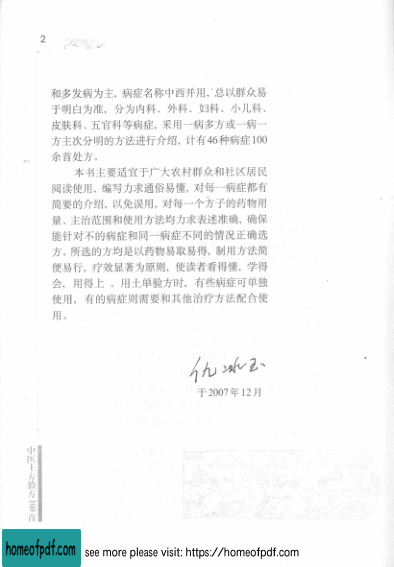 2
和多发病为主，病症名称中西并用，总以群众易
于明白为准，分为内科、外科、妇科、小儿科、
皮肤科、五官科等病症，采用一病多方或一病一
方主次分明的方法进行介绍，计有46种病症100
余首处方。
本书主要适宜于广大农村群众和社区居民
阅读使用，编写力求通俗易懂，对每一病症都有
简要的介绍，以免误用，对每一个方子的药物用
量、主治范围和使用方法均力求表述准确，确保
能针对不的病症和同一病症不同的情况正确选
方。所选的方均是以药物易取易得，制用方法简
便易行，疗效显著为原则，使读者看得懂，学得
会，用得上 。用土单验方时，有些病症可单独
使用，有的病症则需要和其他治疗方法配合使
用。
于2007年12月
中医土方验方100首
homeofpdf.com
see more please visit: https://homeofpdf.com